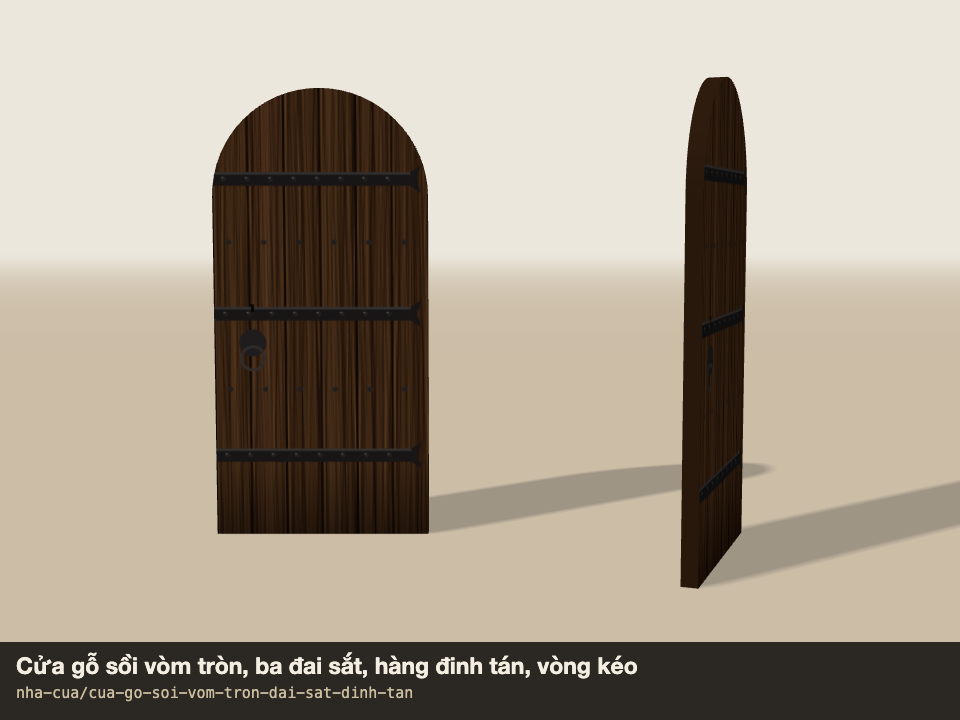 Cửa gỗ sồi vòm tròn, ba đai sắt, hàng đinh tán, vòng kéo
nha-cua/cua-go-soi-vom-tron-dai-sat-dinh-tan